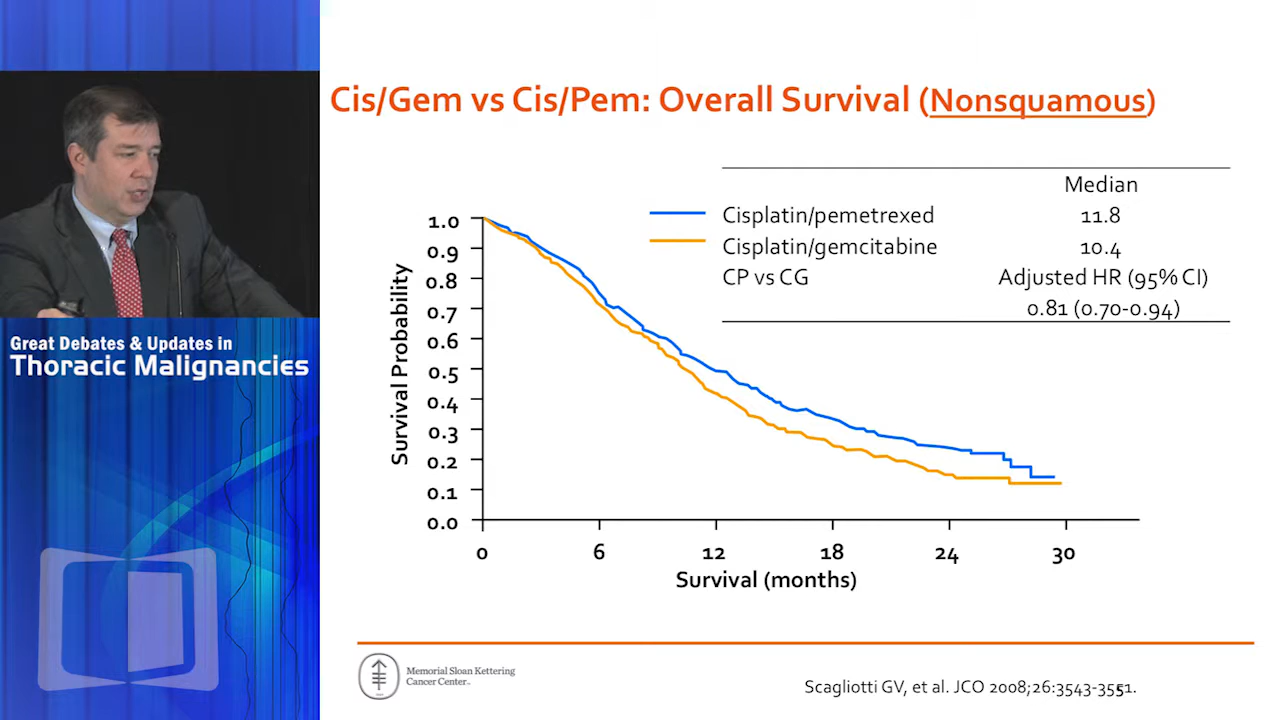 Cis/Gem vs Cis/Pem: Overall Survival (Nonsquamous)
Median
Cisplatin/pemetrexed 11.8
Cisplatin/gemcitabine 10.4
CP vs CG Adjusted HR (95% CI)
0.81 (0.70-0.94)
Survival Probability
1.0
0.9
0.8
0.7
0.6
0.5
0.4
0.3
0.2
0.1
0.0
0 6 12 18 24 30
Survival (months)
Great Debates & Updates in
Thoracic Malignancies
Memorial Sloan Kettering
Cancer Center
Scagliotti GV, et al. JCO 2008;26:3543-3551.